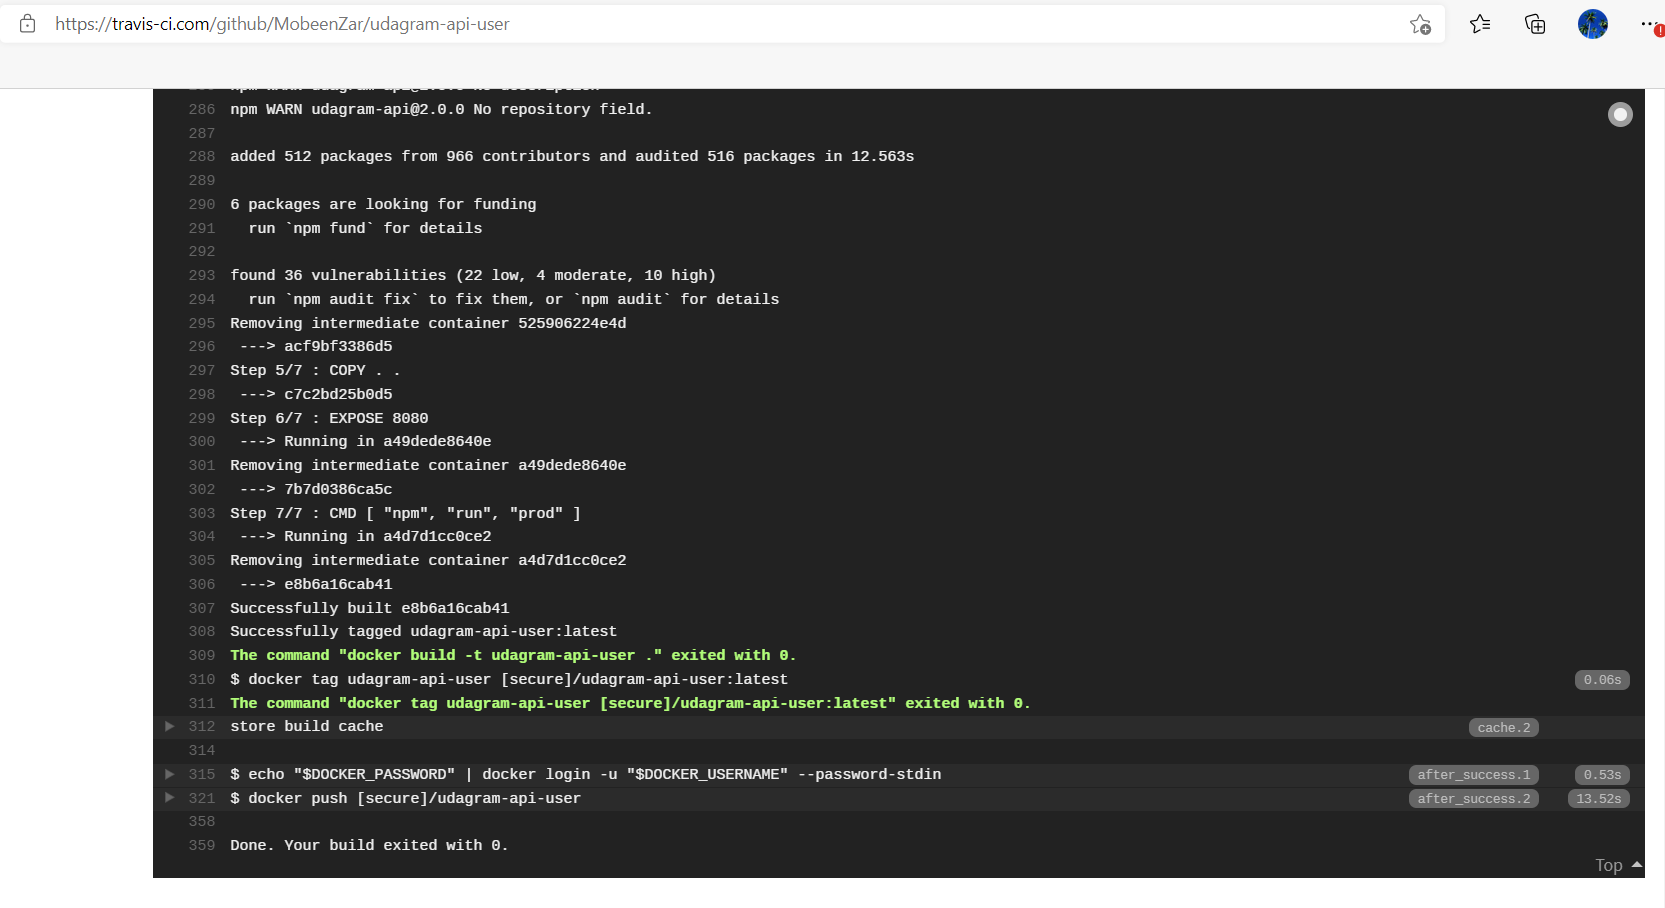 https://travis-ci.com/github/MobeenZar/udagram-api-user
286 npm WARN udagram-api@2.0.0 No repository field.
287
288 added 512 packages from 966 contributors and audited 516 packages in 12.563s
289
290 6 packages are looking for funding
291 run `npm fund` for details
292
293 found 36 vulnerabilities (22 low, 4 moderate, 10 high)
294 run `npm audit fix` to fix them, or `npm audit` for details
295 Removing intermediate container 525906224e4d
296 ---> acf9bf3386d5
297 Step 5/7 : COPY . .
298 ---> c7c2bd25b0d5
299 Step 6/7 : EXPOSE 8080
300 ---> Running in a49dede8640e
301 Removing intermediate container a49dede8640e
302 ---> 7b7d0386ca5c
303 Step 7/7 : CMD [ "npm", "run", "prod" ]
304 ---> Running in a4d7d1cc0ce2
305 Removing intermediate container a4d7d1cc0ce2
306 ---> e8b6a16cab41
307 Successfully built e8b6a16cab41
308 Successfully tagged udagram-api-user:latest
309 The command "docker build -t udagram-api-user ." exited with 0.
310 $ docker tag udagram-api-user [secure]/udagram-api-user:latest 0.06s
311 The command "docker tag udagram-api-user [secure]/udagram-api-user:latest" exited with 0.
312 store build cache cache.2
314
315 $ echo "$DOCKER_PASSWORD" | docker login -u "$DOCKER_USERNAME" --password-stdin after_success.1 0.53s
321 $ docker push [secure]/udagram-api-user after_success.2 13.52s
358
359 Done. Your build exited with 0.
Top